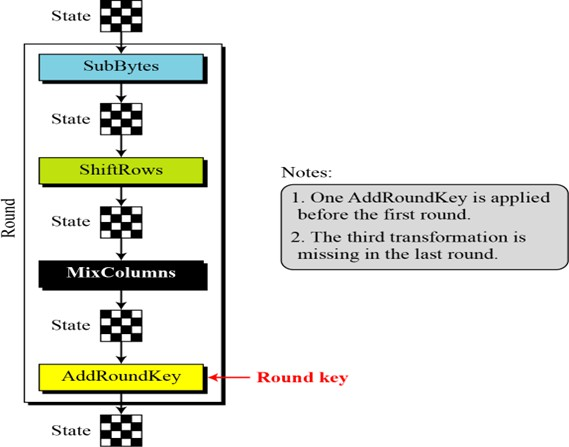 State
SubBytes
State
ShiftRows
State
MixColumns
State
AddRoundKey
Round key
State
Round
Notes:
1. One AddRoundKey is applied
before the first round.
2. The third transformation is
missing in the last round.